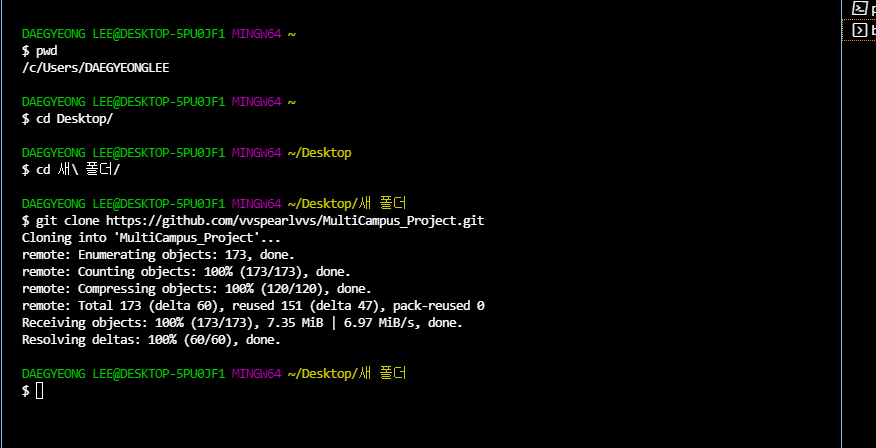 DAEGYEONG LEE@DESKTOP-5PU0JF1 MINGW64 ~
$ pwd
/c/Users/DAEGYEONGLEE
DAEGYEONG LEE@DESKTOP-5PU0JF1 MINGW64 ~
$ cd Desktop/
DAEGYEONG LEE@DESKTOP-5PU0JF1 MINGW64 ~/Desktop
$ cd 새\ 폴더/
DAEGYEONG LEE@DESKTOP-5PU0JF1 MINGW64 ~/Desktop/새 폴더
$ git clone https://github.com/vvspearlvvs/MultiCampus_Project.git
Cloning into 'MultiCampus_Project'...
remote: Enumerating objects: 173, done.
remote: Counting objects: 100% (173/173), done.
remote: Compressing objects: 100% (120/120), done.
remote: Total 173 (delta 60), reused 151 (delta 47), pack-reused 0
Receiving objects: 100% (173/173), 7.35 MiB | 6.97 MiB/s, done.
Resolving deltas: 100% (60/60), done.
DAEGYEONG LEE@DESKTOP-5PU0JF1 MINGW64 ~/Desktop/새 폴더
$